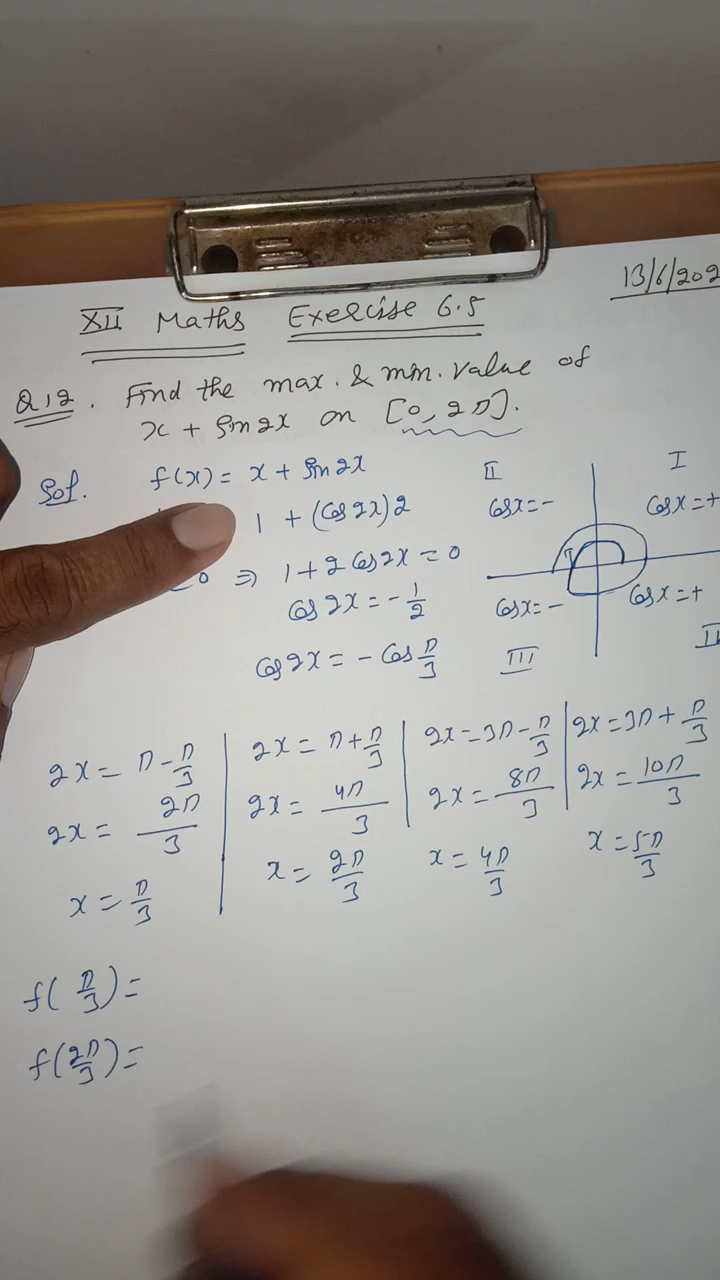 13/6/202
XII Maths Exercise 6.5
Q12. Find the max. & min. value of
x + sin2x on [0, 2π].
Sol. f(x) = x + sin2x
1 + (cos2x)2
0 ⇒ 1+2cos2x = 0
cos2x = -1/2
cos2x = -cos π/3
II
I
cosx = -
cosx = +
cosx = -
cosx = +
III
2x = π - π/3
2x = 2π/3
x = π/3
2x = π + π/3
2x = 4π/3
x = 2π/3
2x = 3π - π/3
2x = 8π/3
x = 4π/3
2x = 3π + π/3
2x = 10π/3
x = 5π/3
f(π/3) =
f(2π/3) =